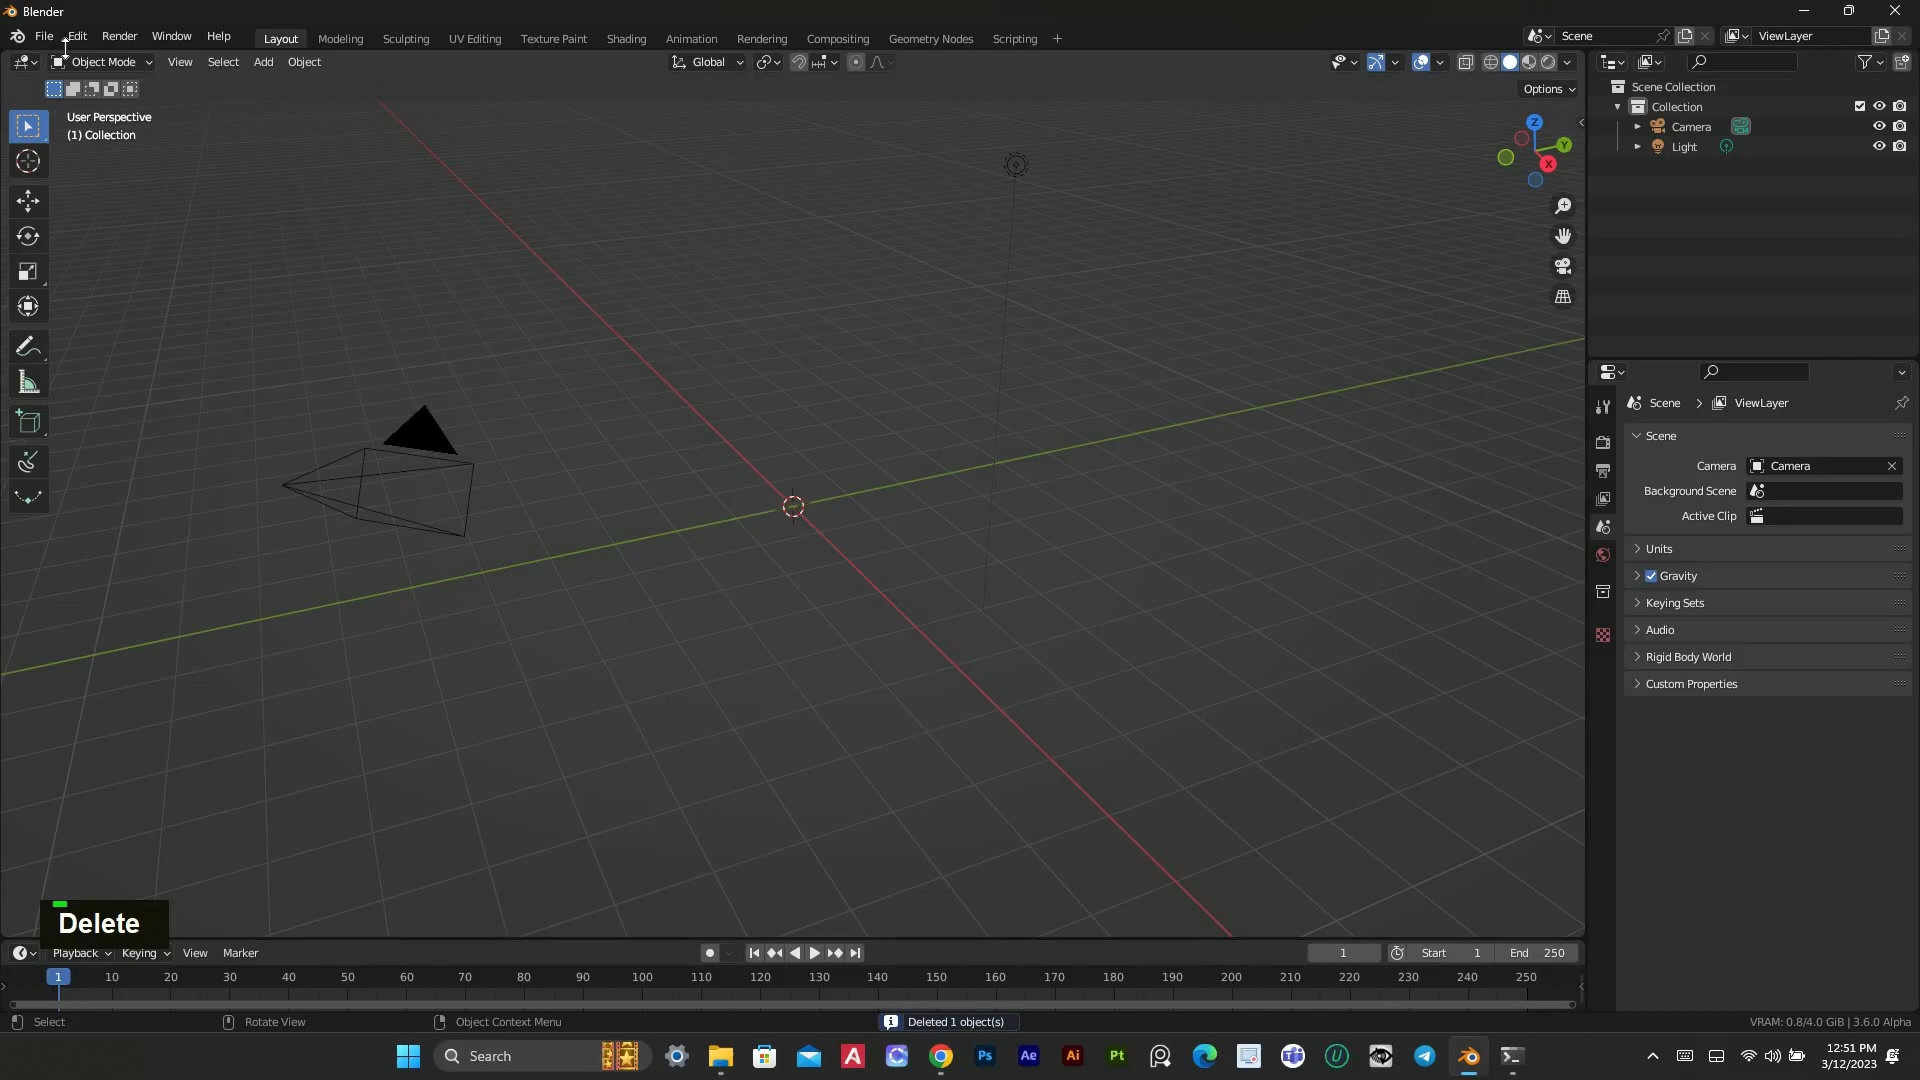 Blender
File Edit Render Window Help Layout Modeling Sculpting UV Editing Texture Paint Shading Animation Rendering Compositing Geometry Nodes Scripting + Scene ViewLayer
Object Mode View Select Add Object Global
Options
User Perspective
(1) Collection
Z
Y
X
Scene Collection
Collection
Camera
Light
Scene > ViewLayer
Scene
Camera Camera
Background Scene
Active Clip
Units
Gravity
Keying Sets
Audio
Rigid Body World
Custom Properties
Delete
Playback Keying View Marker 1 Start 1 End 250
1 10 20 30 40 50 60 70 80 90 100 110 120 130 140 150 160 170 180 190 200 210 220 230 240 250
Select Rotate View Object Context Menu Deleted 1 object(s) VRAM: 0.8/4.0 GiB | 3.6.0 Alpha
Search Ps Ae Ai Pt 12:51 PM
3/12/2023